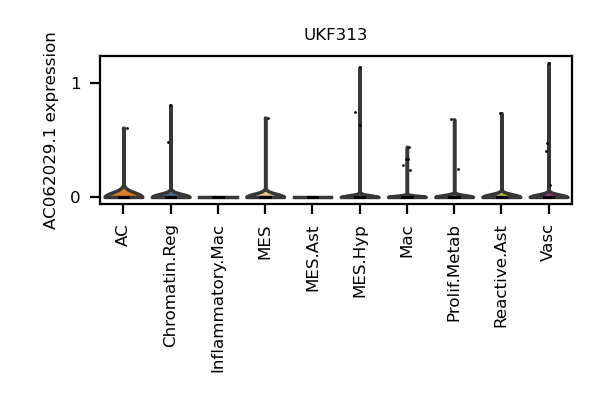 UKF313
AC062029.1 expression
1
0
AC
Chromatin.Reg
Inflammatory.Mac
MES
MES.Ast
MES.Hyp
Mac
Prolif.Metab
Reactive.Ast
Vasc